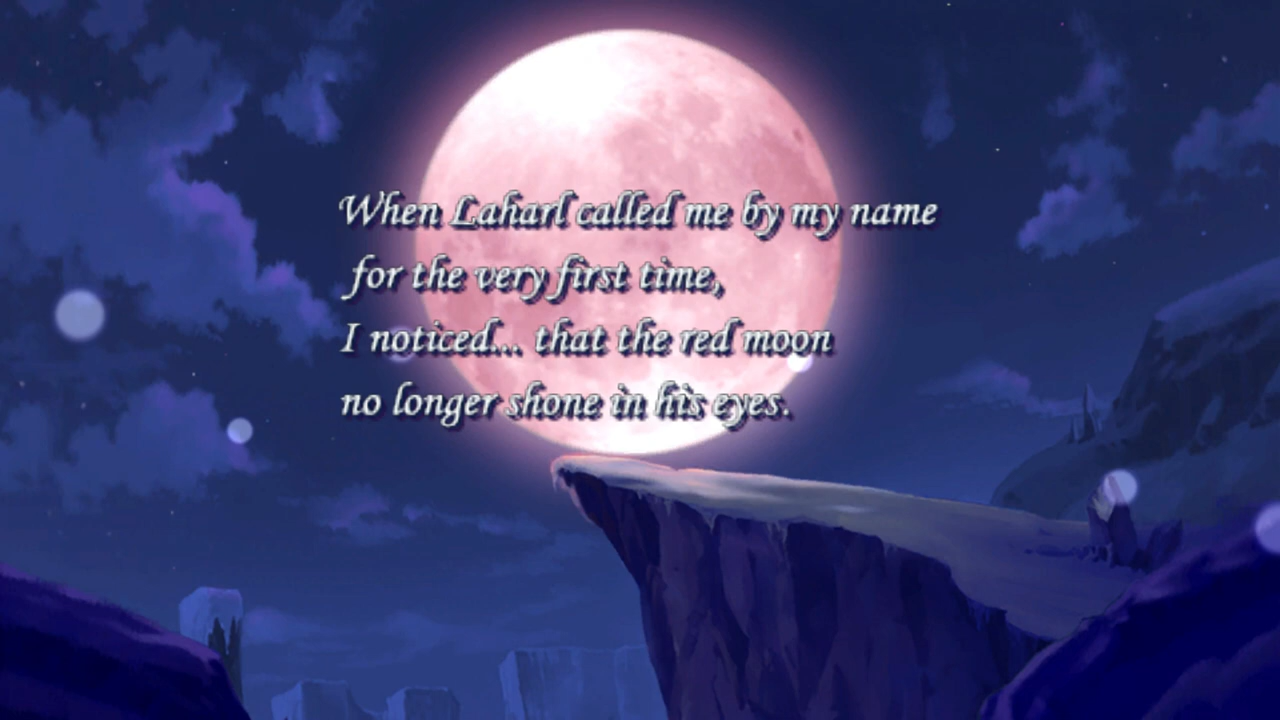 When Laharl called me by my name
for the very first time,
I noticed... that the red moon
no longer shone in his eyes.